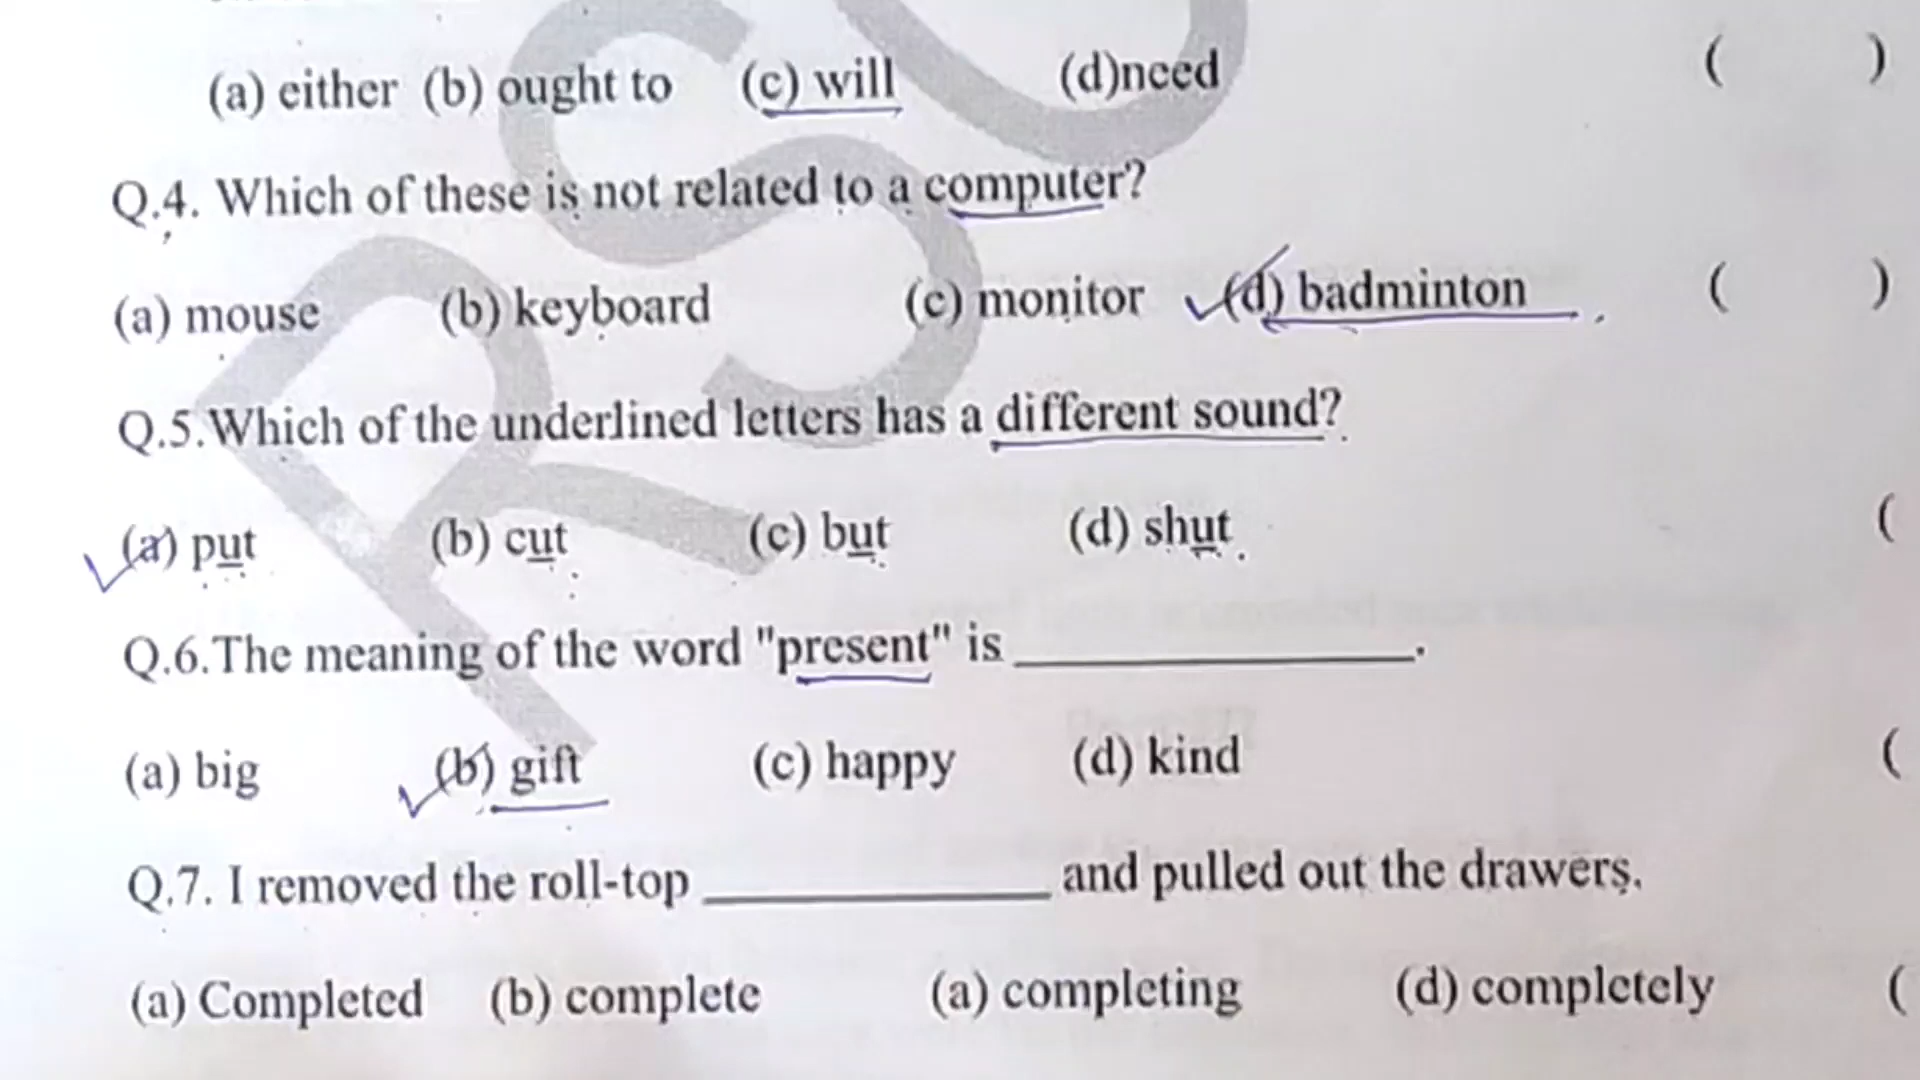 (a) either (b) ought to (c) will (d)need ( )
Q.4. Which of these is not related to a computer?
(a) mouse (b) keyboard (c) monitor (d) badminton ( )
Q.5.Which of the underlined letters has a different sound?
(a) put (b) cut (c) but (d) shut (
Q.6.The meaning of the word "present" is ____________.
(a) big (b) gift (c) happy (d) kind (
Q.7. I removed the roll-top ____________ and pulled out the drawers.
(a) Completed (b) complete (a) completing (d) completely (